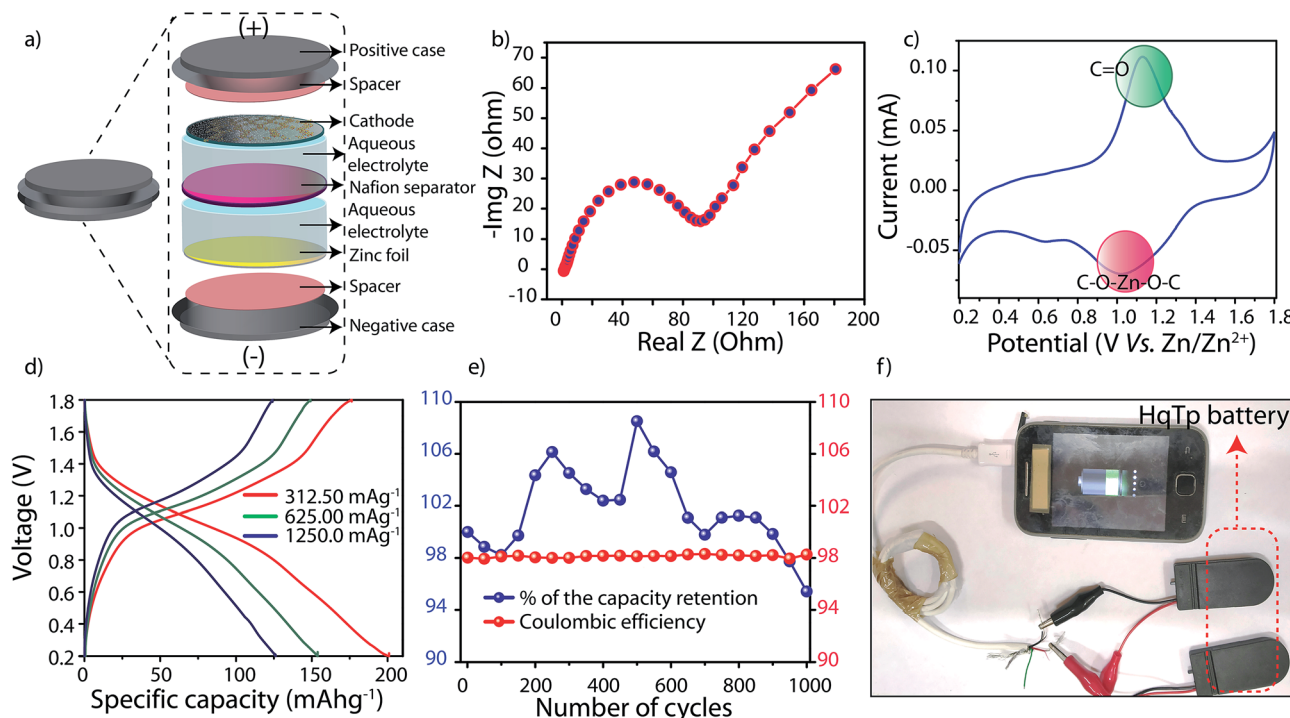 a)
(+)
Positive case
Spacer
Cathode
Aqueous
electrolyte
Nafion separator
Aqueous
electrolyte
Zinc foil
Spacer
Negative case
(-)
b)
-Img Z (ohm)
70
60
50
40
30
20
10
0
-10
0 40 80 120 160 200
Real Z (Ohm)
c)
Current (mA)
0.10
0.05
0.00
-0.05
C=O
C-O-Zn-O-C
0.2 0.4 0.6 0.8 1.0 1.2 1.4 1.6 1.8
Potential (V Vs. Zn/Zn²⁺)
d)
Voltage (V)
1.8
1.6
1.4
1.2
1.0
0.8
0.6
0.4
0.2
312.50 mAg⁻¹
625.00 mAg⁻¹
1250.0 mAg⁻¹
0 50 100 150 200
Specific capacity (mAhg⁻¹)
e)
110
106
102
98
94
90
110
106
102
98
94
90
% of the capacity retention
Coulombic efficiency
0 200 400 600 800 1000
Number of cycles
f)
HqTp battery